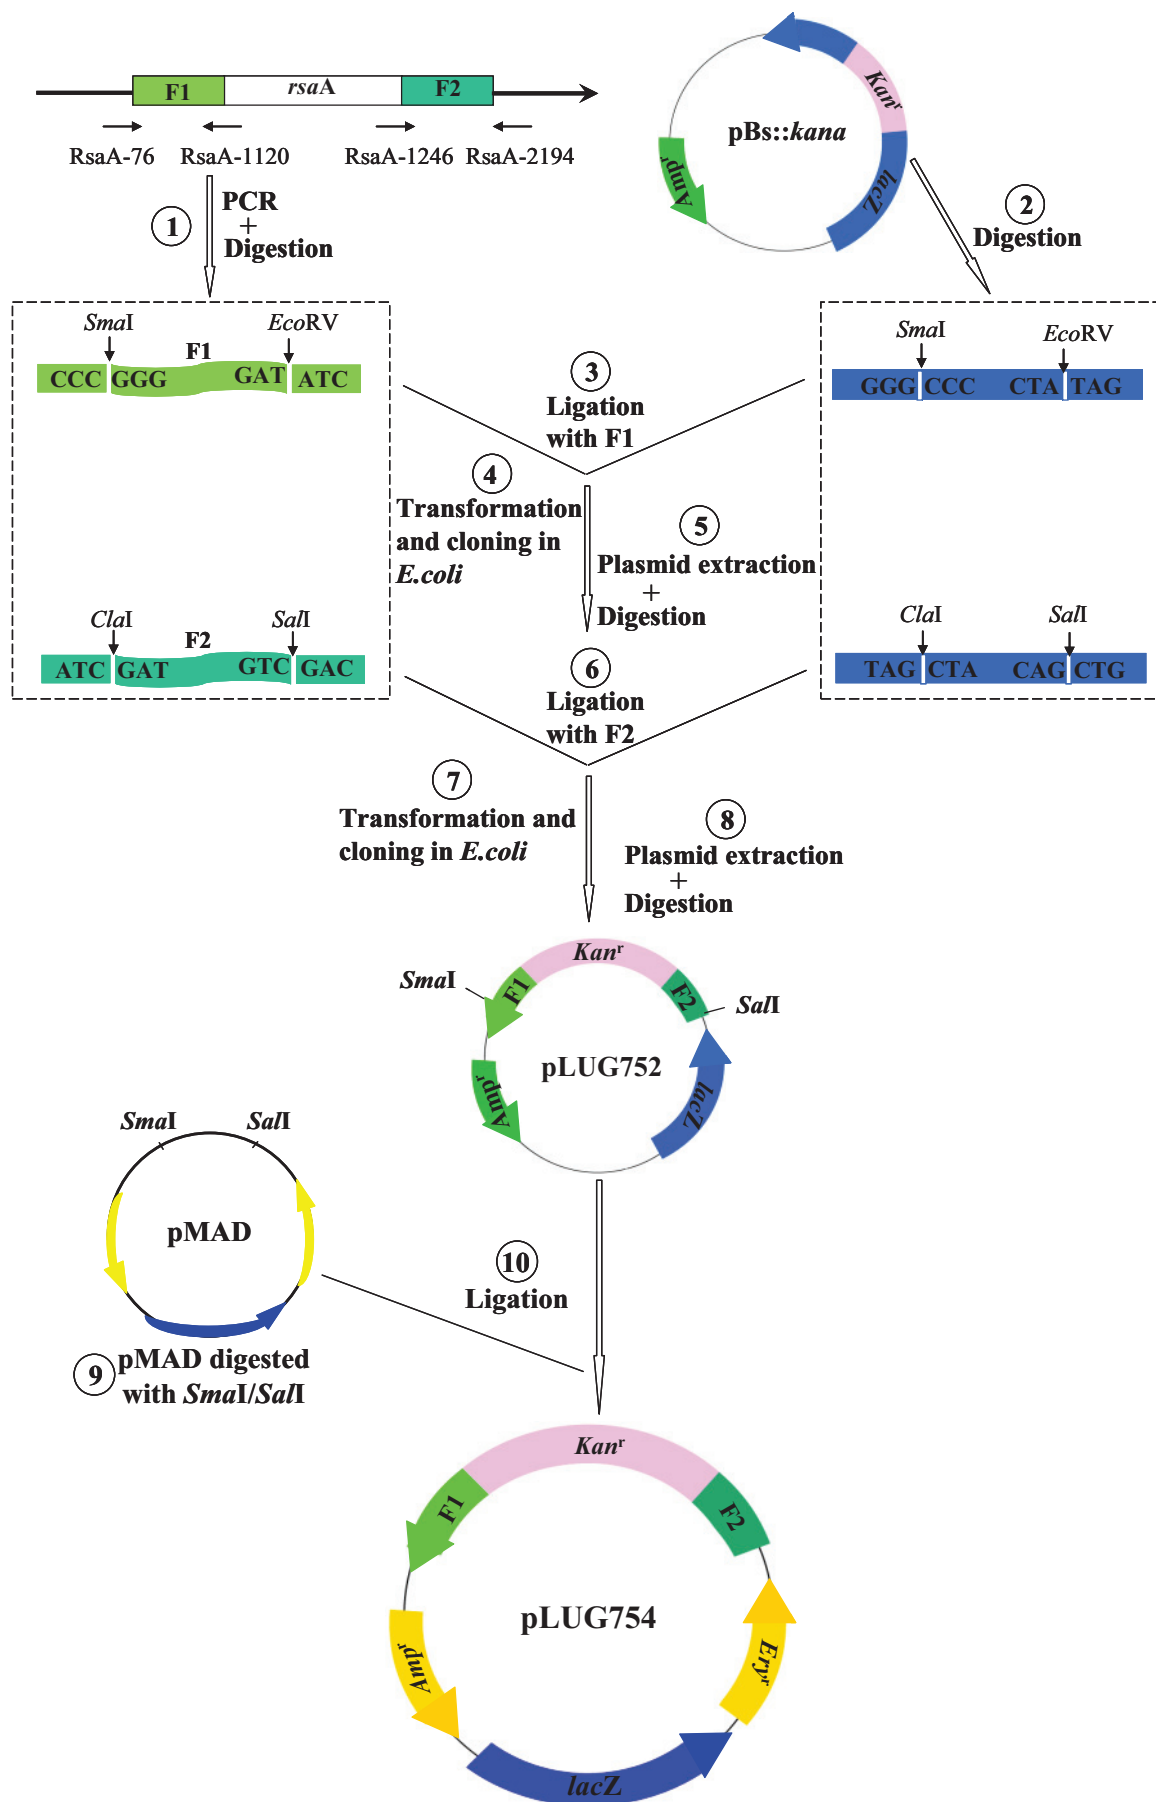 F1 rsaA F2
RsaA-76 RsaA-1120 RsaA-1246 RsaA-2194
Kanr
pBs::kana
Ampr
lacZ
1
PCR
+
Digestion
2
Digestion
SmaI EcoRV
F1
CCC GGG GAT ATC
SmaI EcoRV
GGG CCC CTA TAG
3
Ligation
with F1
4
Transformation
and cloning in
E.coli
5
Plasmid extraction
+
Digestion
ClaI SalI
F2
ATC GAT GTC GAC
ClaI SalI
TAG CTA CAG CTG
6
Ligation
with F2
7
Transformation and
cloning in E.coli
8
Plasmid extraction
+
Digestion
Kanr
SmaI
F1
F2
SalI
pLUG752
Ampr
lacZ
SmaI SalI
pMAD
9
pMAD digested
with SmaI/SalI
10
Ligation
Kanr
F1
F2
pLUG754
Ampr
Eryr
lacZ